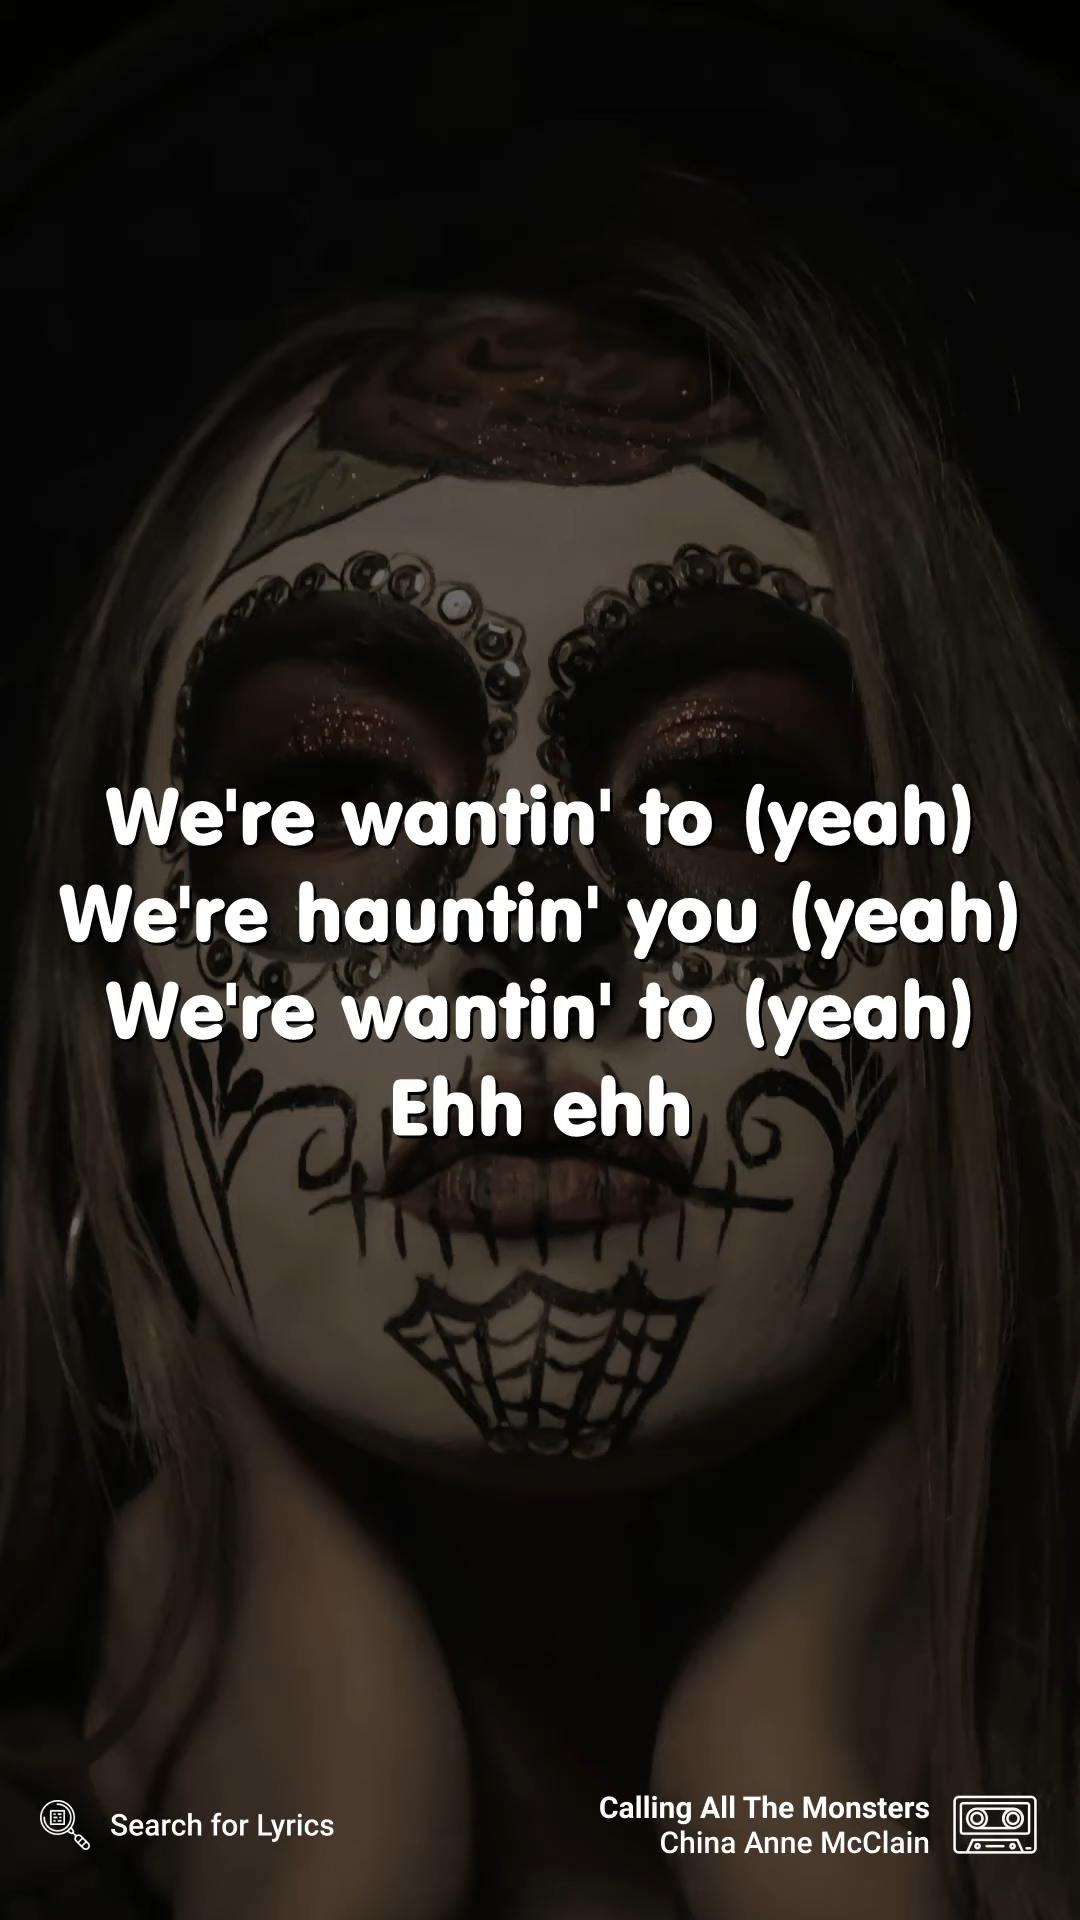 We're wantin' to (yeah)
We're hauntin' you (yeah)
We're wantin' to (yeah)
Ehh ehh
Search for Lyrics
Calling All The Monsters
China Anne McClain